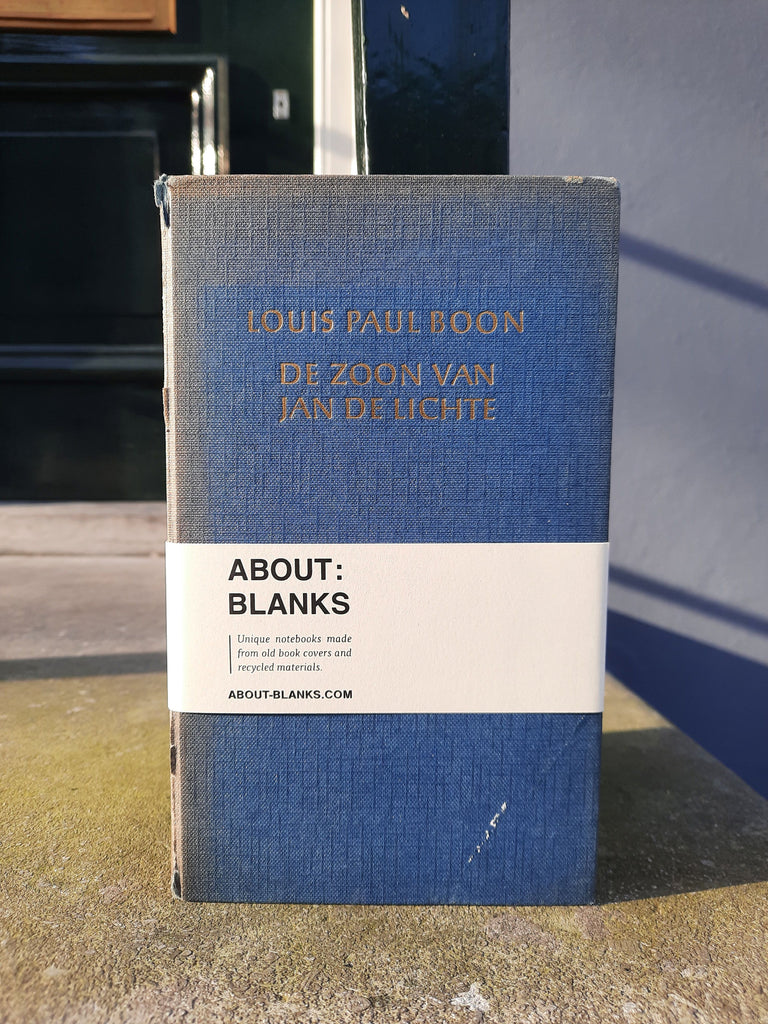 LOUIS PAUL BOON
DE ZOON VAN
JAN DE LICHTE
ABOUT:
BLANKS
Unique notebooks made
from old book covers and
recycled materials.
ABOUT-BLANKS.COM